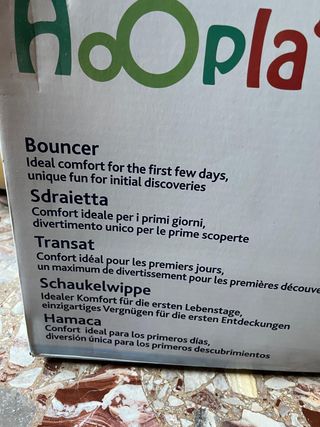 HoOpla
Bouncer
Ideal comfort for the first few days,
unique fun for initial discoveries
Sdraietta
Comfort ideale per i primi giorni,
divertimento unico per le prime scoperte
Transat
Confort idéal pour les premiers jours,
un maximum de divertissement pour les premières découve
Schaukelwippe
Idealer Komfort für die ersten Lebenstage,
einzigartiges Vergnügen für die ersten Entdeckungen
Hamaca
Confort ideal para los primeros días,
diversión única para los primeros descubrimientos